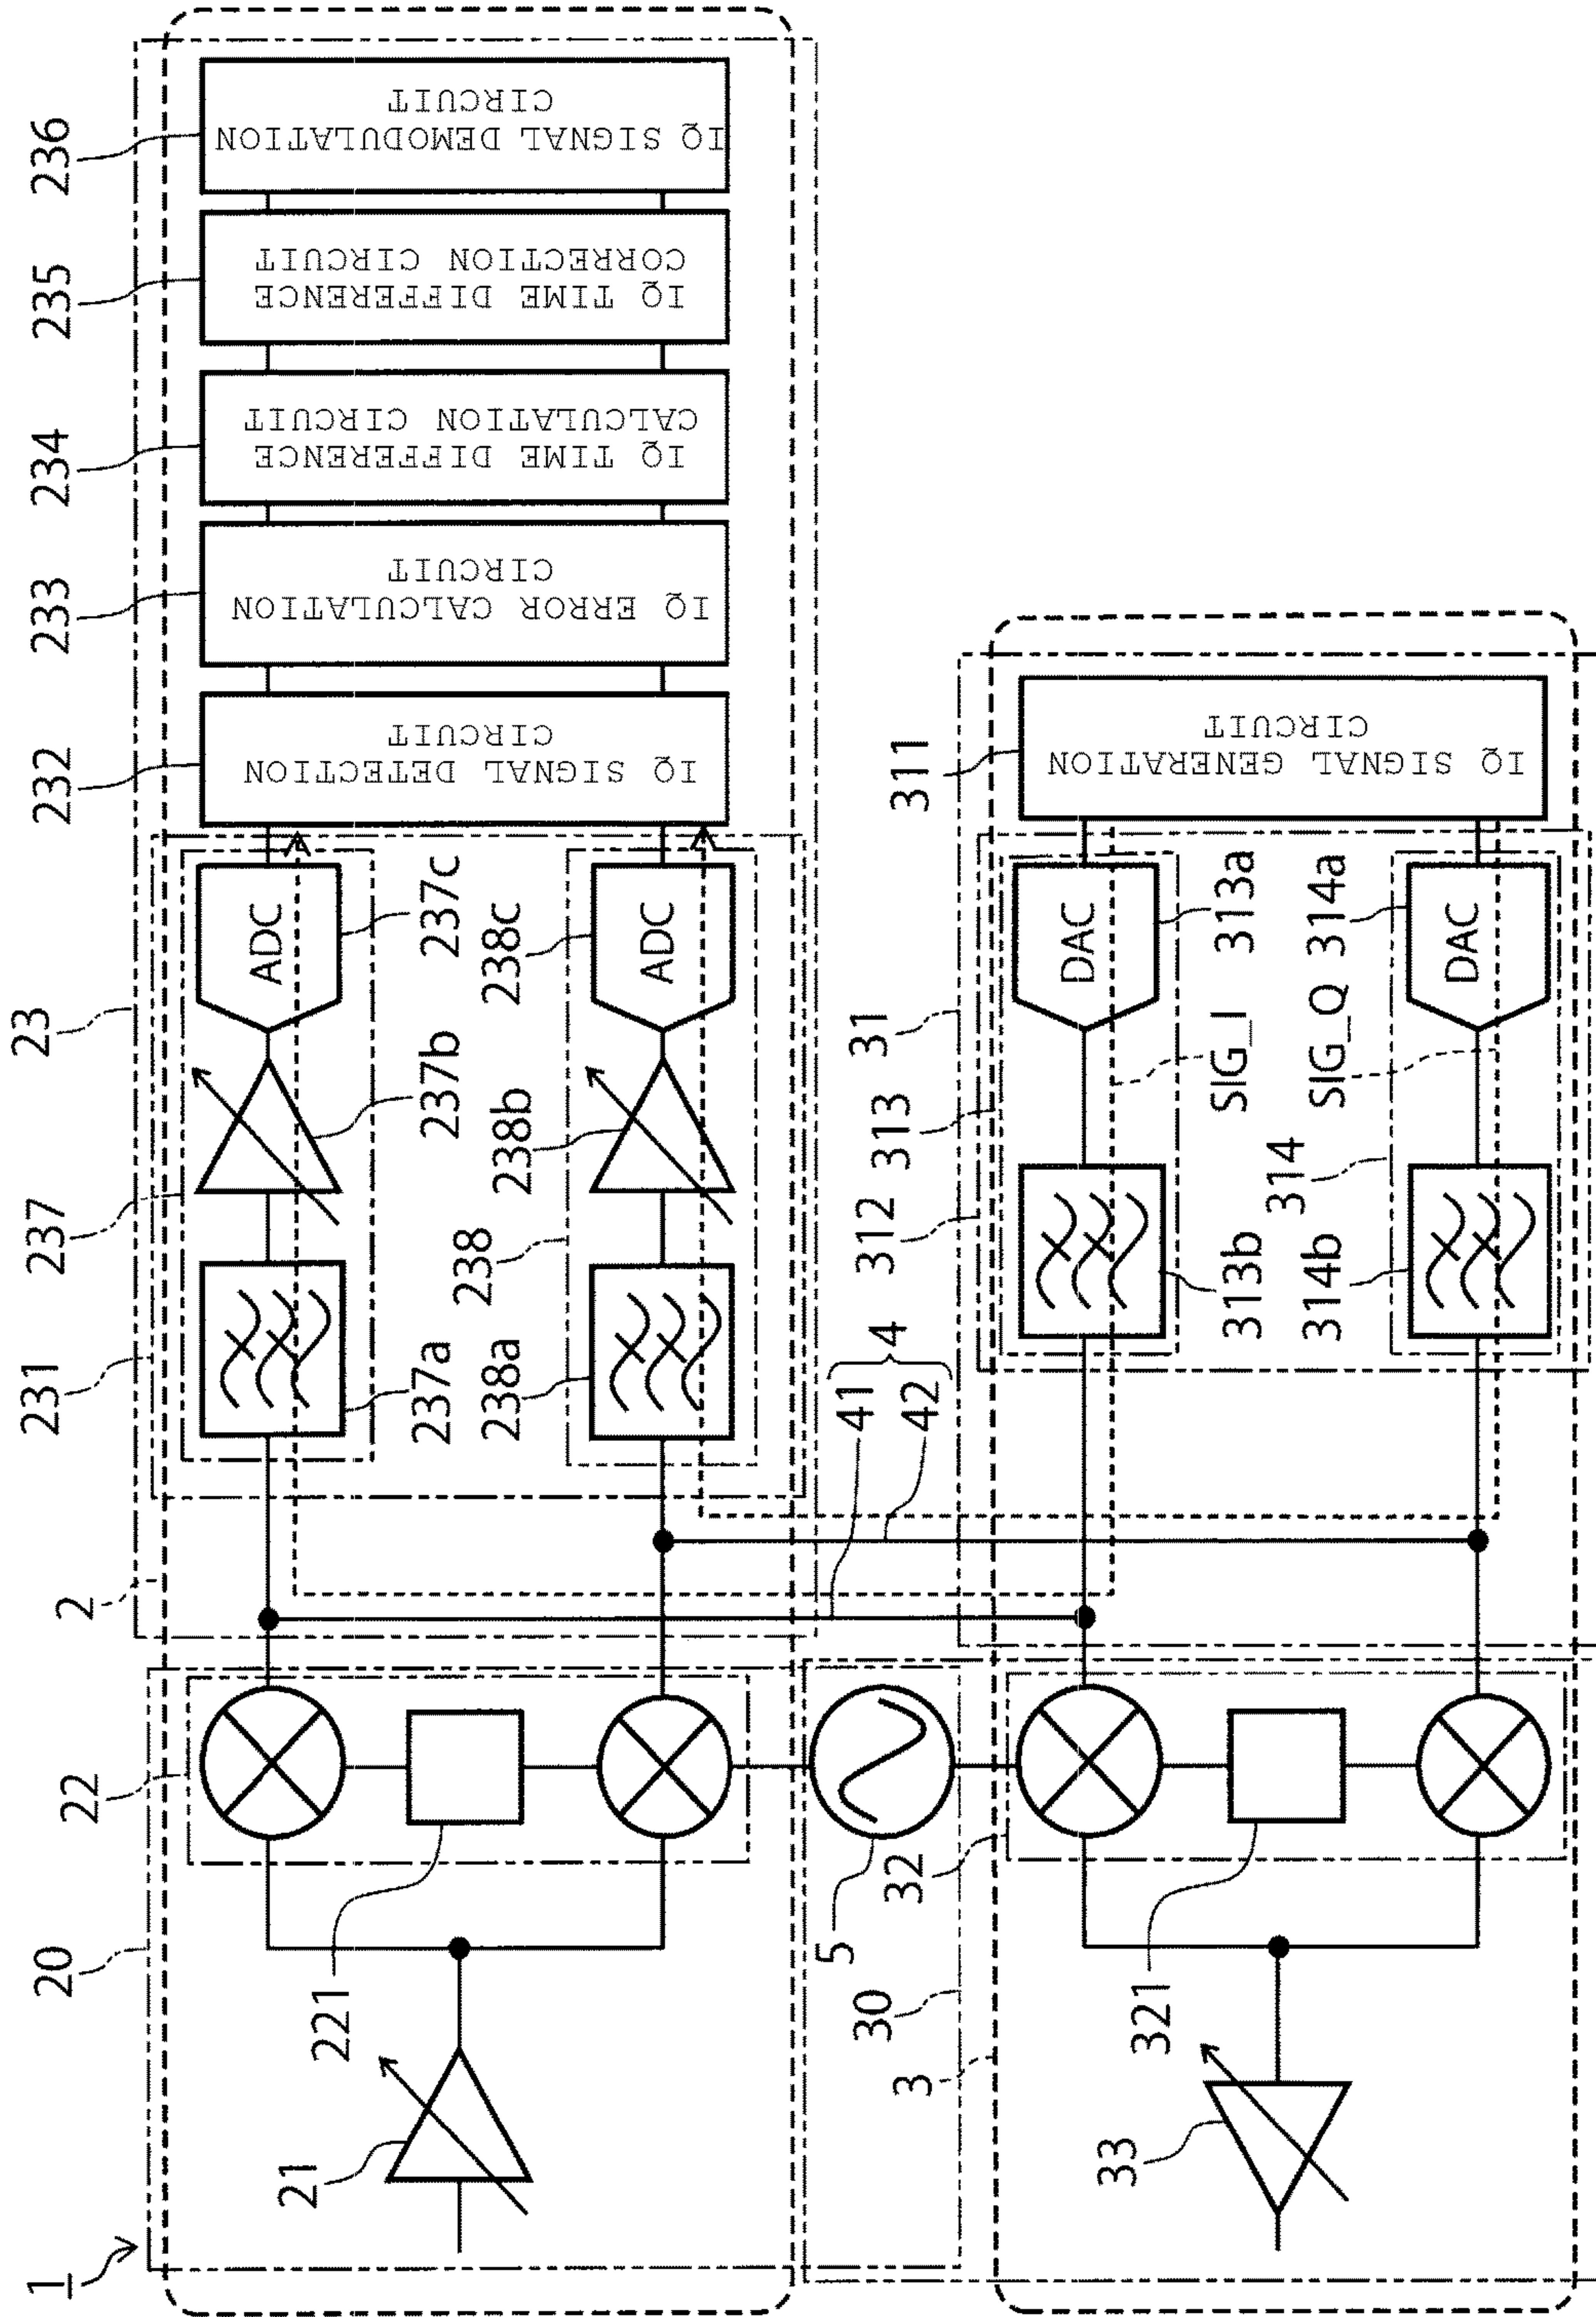 1
20
2
23
231
237
232
233
234
235
236
21
221
22
237a
237b
237c
ADC
238
238a
238b
238c
ADC
IQ SIGNAL DETECTION
CIRCUIT
IQ ERROR CALCULATION
CIRCUIT
IQ TIME DIFFERENCE
CALCULATION CIRCUIT
IQ TIME DIFFERENCE
CORRECTION CIRCUIT
IQ SIGNAL DEMODULATION
CIRCUIT
5
41
42
4
3
30
32
33
321
31
312
313
311
313b
313a
DAC
SIG_I
SIG_Q
314
314b
314a
DAC
IQ SIGNAL GENERATION
CIRCUIT